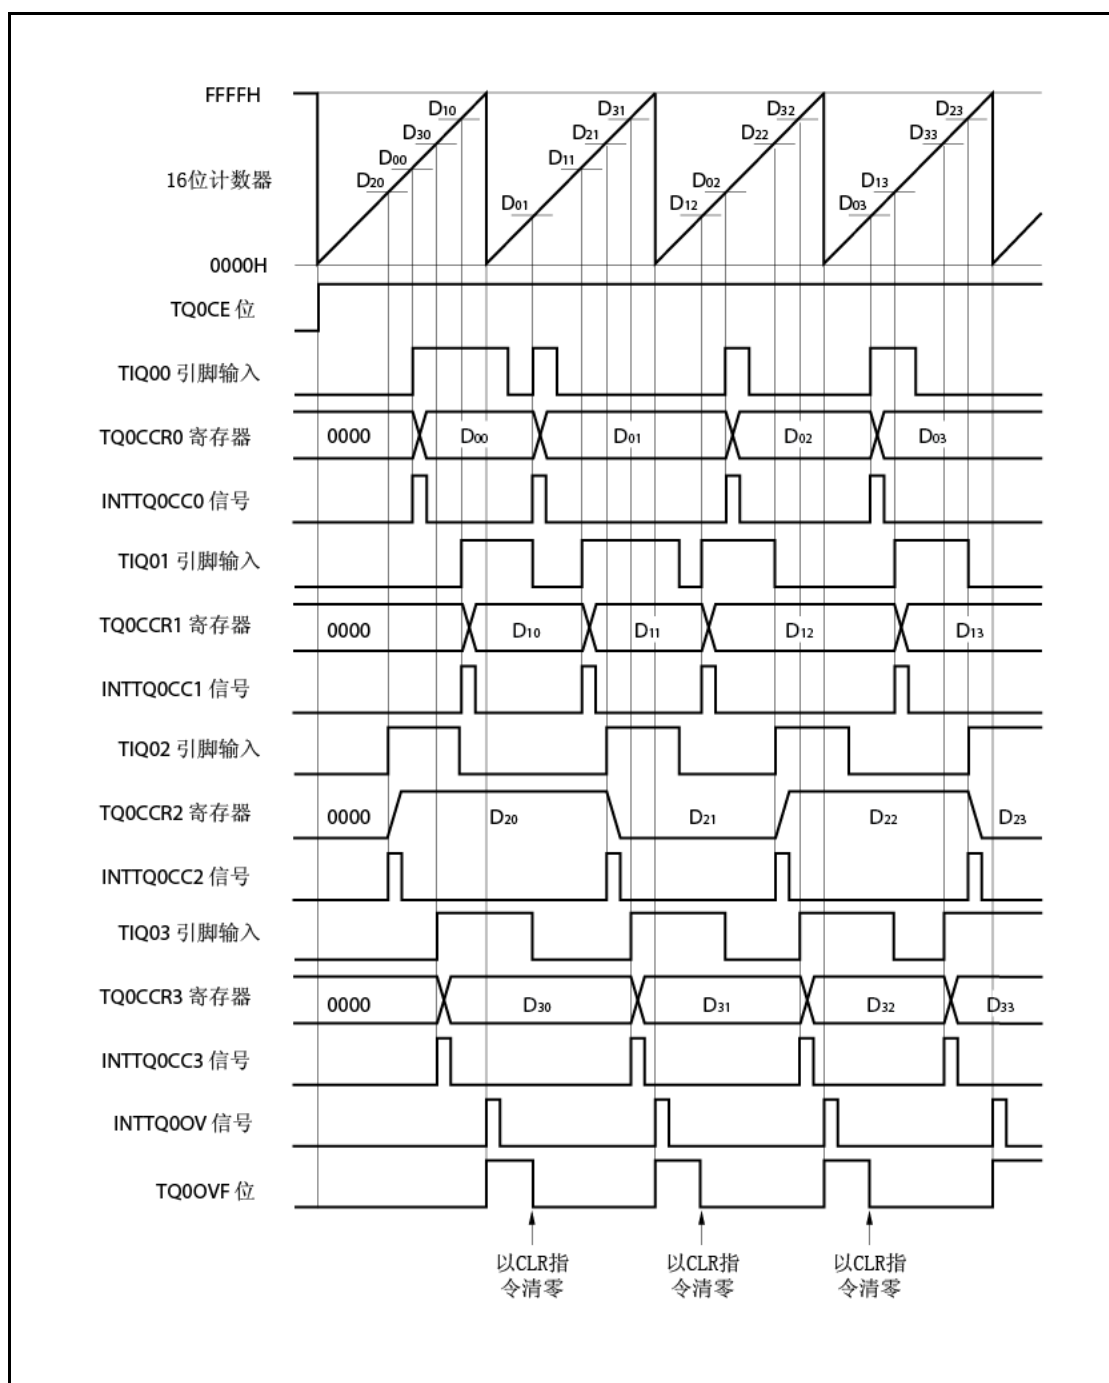 FFFFH
D10
D31
D32
D23
D30
D21
D22
D33
D00
D11
D20
D02
D13
16位计数器
D01
D12
D03
0000H
TQ0CE 位
TIQ00 引脚输入
TQ0CCR0 寄存器
0000
D00
D01
D02
D03
INTTQ0CC0 信号
TIQ01 引脚输入
TQ0CCR1 寄存器
0000
D10
D11
D12
D13
INTTQ0CC1 信号
TIQ02 引脚输入
TQ0CCR2 寄存器
0000
D20
D21
D22
D23
INTTQ0CC2 信号
TIQ03 引脚输入
TQ0CCR3 寄存器
0000
D30
D31
D32
D33
INTTQ0CC3 信号
INTTQ0OV 信号
TQ0OVF 位
以CLR指
令清零
以CLR指
令清零
以CLR指
令清零